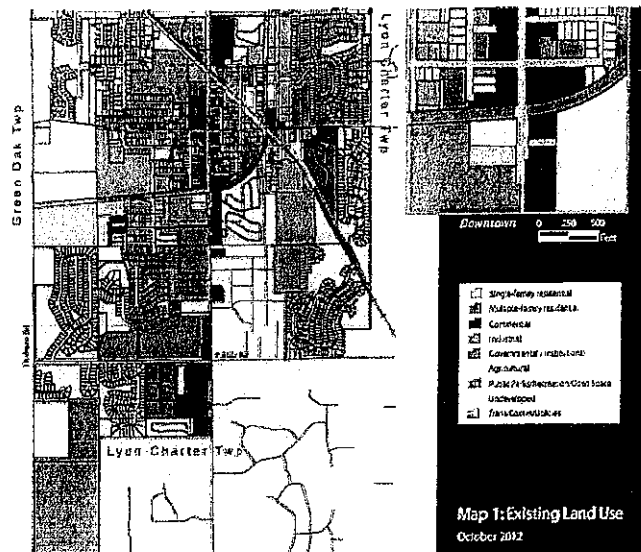 Green Oak Twp
Lyon Charter Twp
Downtown 0 250 500
Feet
Single-family residential
Multiple-family residential
Commercial
Industrial
Agricultural
Undeveloped
Lyon Charter Twp
Map 1: Existing Land Use
October 2012